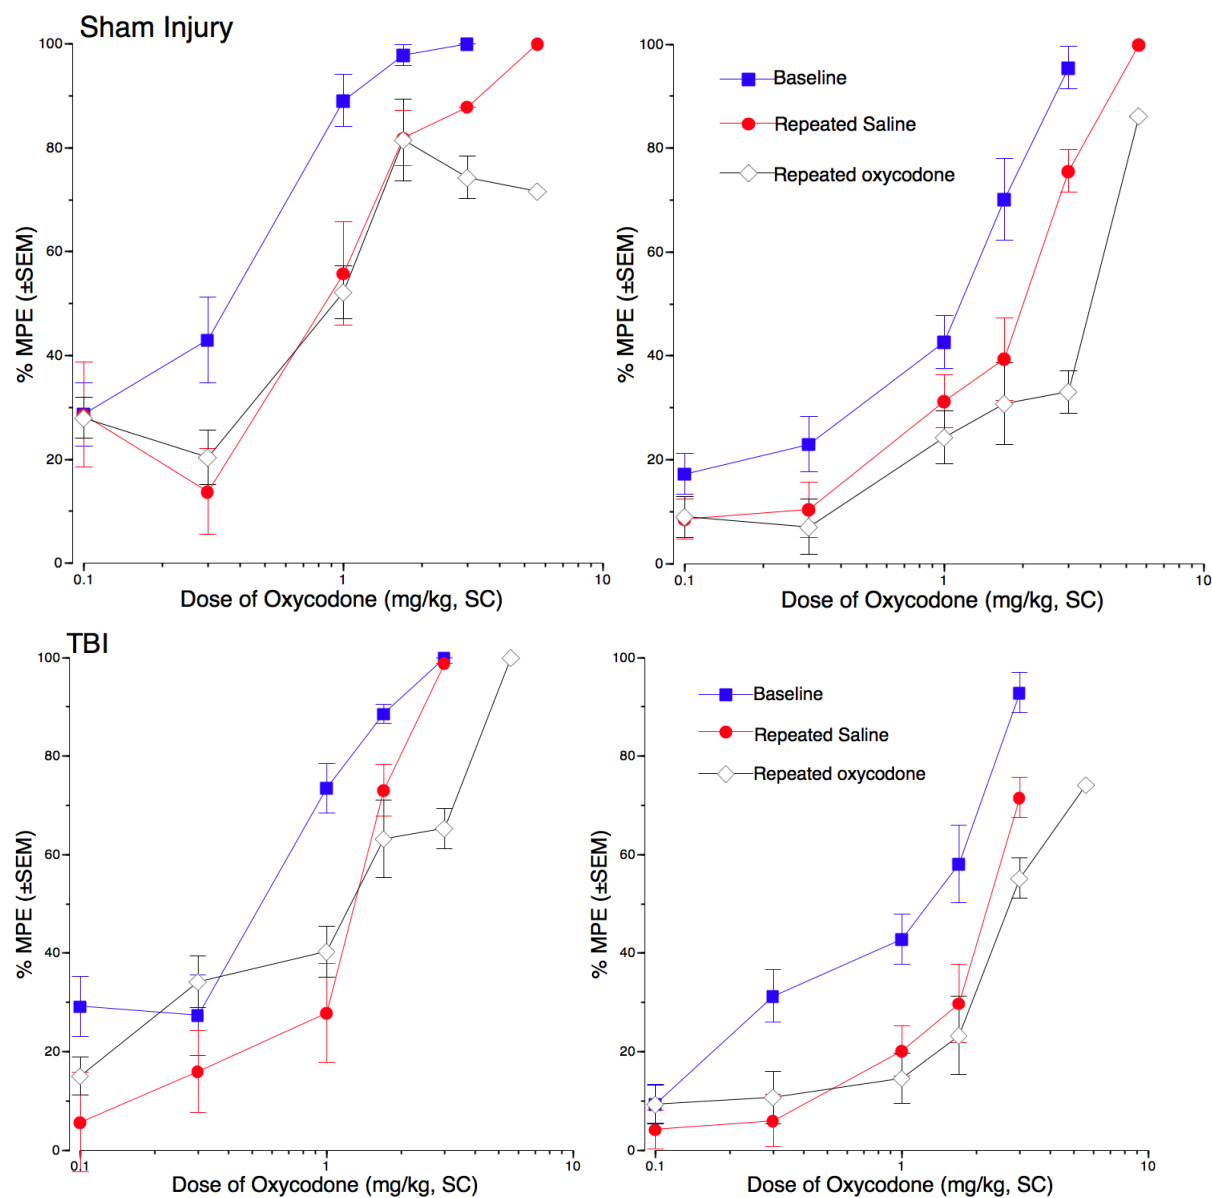 Sham Injury
100
80
60
40
20
0
% MPE (±SEM)
0.1
1
10
Dose of Oxycodone (mg/kg, SC)
100
80
60
40
20
0
% MPE (±SEM)
Baseline
Repeated Saline
Repeated oxycodone
0.1
1
10
Dose of Oxycodone (mg/kg, SC)
TBI
100
80
60
40
20
0
% MPE (±SEM)
0.1
1
10
Dose of Oxycodone (mg/kg, SC)
100
80
60
40
20
0
% MPE (±SEM)
Baseline
Repeated Saline
Repeated oxycodone
0.1
1
10
Dose of Oxycodone (mg/kg, SC)